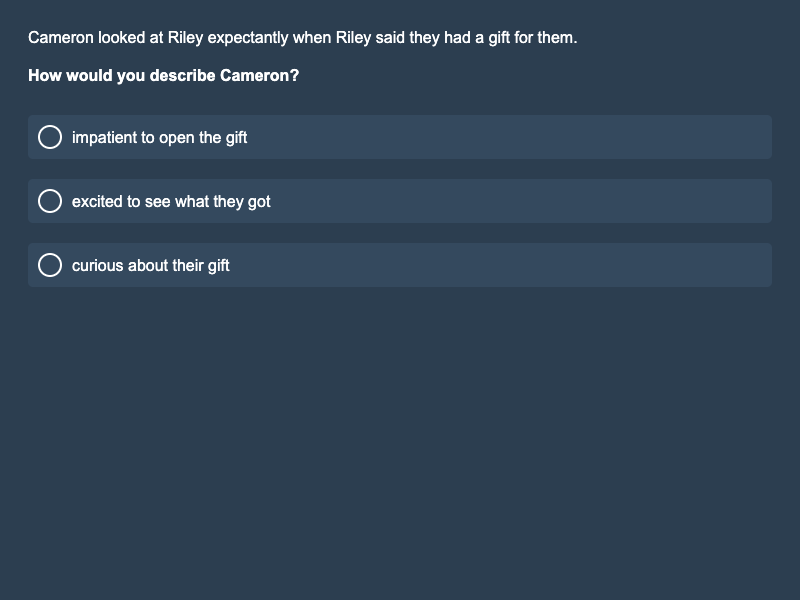 Cameron looked at Riley expectantly when Riley said they had a gift for them.
How would you describe Cameron?
impatient to open the gift
excited to see what they got
curious about their gift